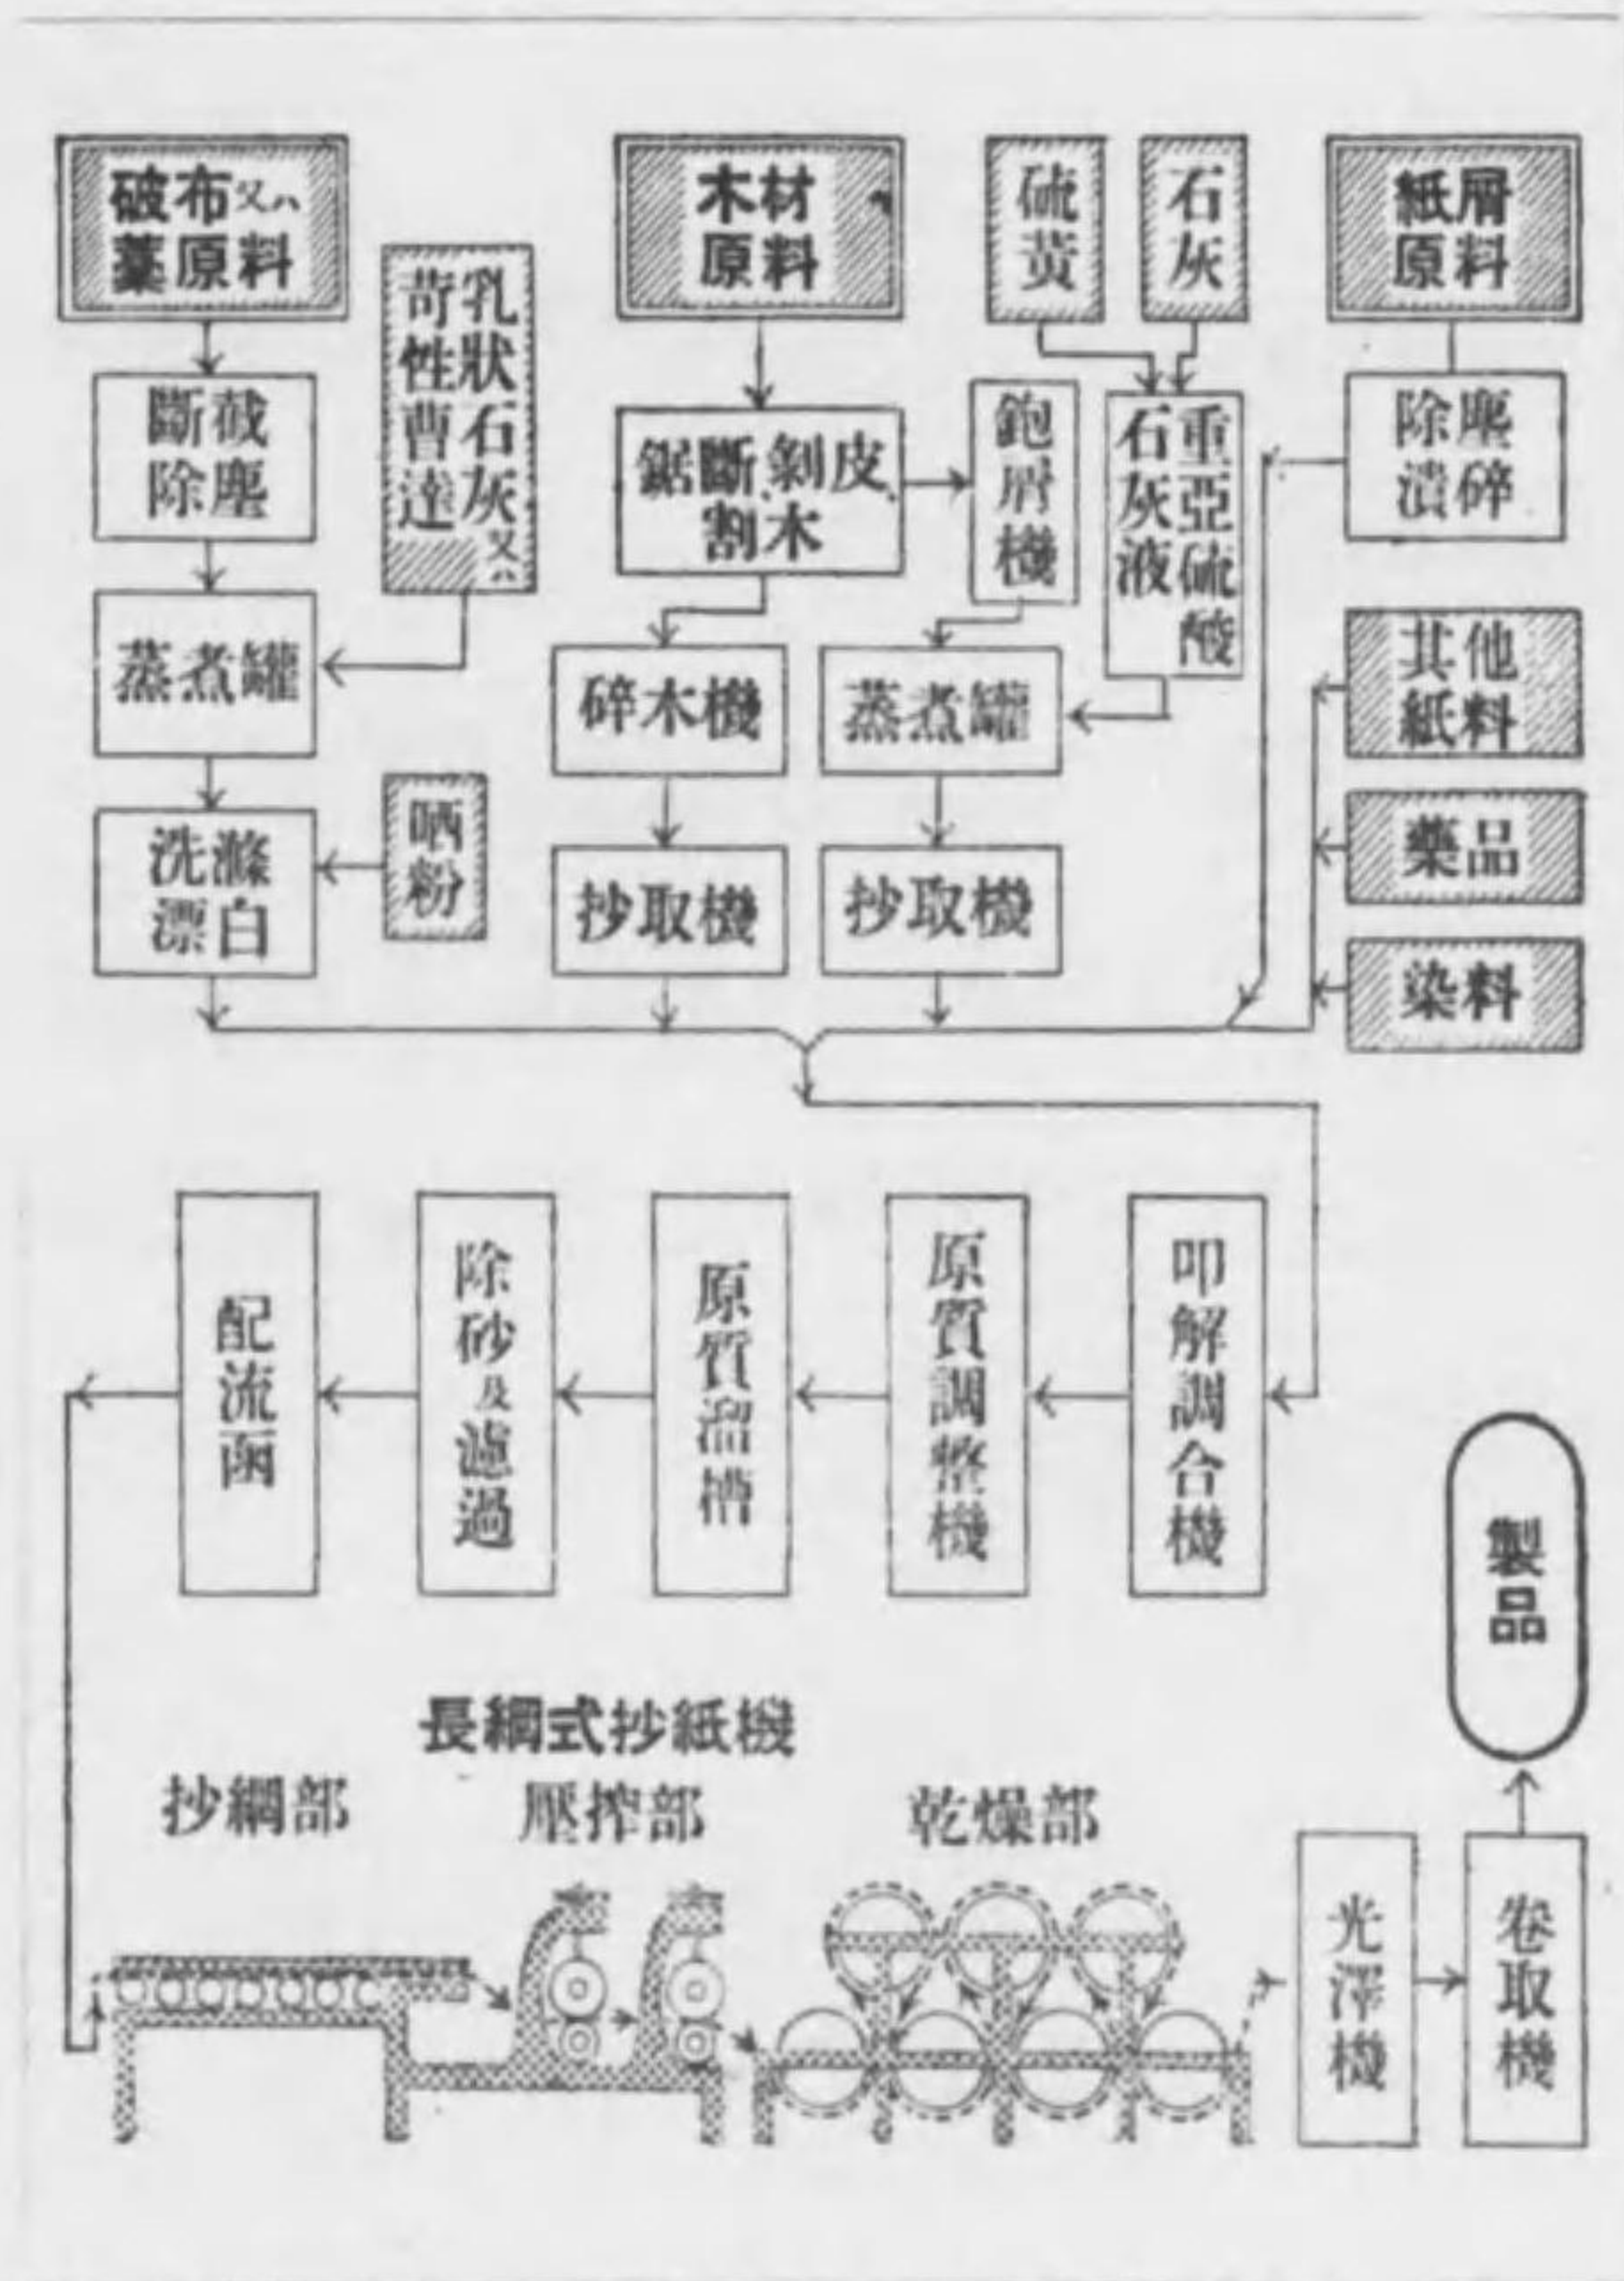 破布又ハ
藁原料
斷截
除塵
蒸煮罐
洗滌
漂白
乳狀石灰又ハ
苛性曹達
晒粉
木材
原料
鋸斷、剝皮、
割木
碎木機
抄取機
鉋屑機
蒸煮罐
抄取機
硫黄
石灰
重亞硫酸
石灰液
紙屑
原料
除塵
潰碎
其他
紙料
藥品
染料
叩解調合機
原質調整機
原質溜槽
除砂及濾過
配流函
長網式抄紙機
抄網部
壓搾部
乾燥部
光澤機
卷取機
製品